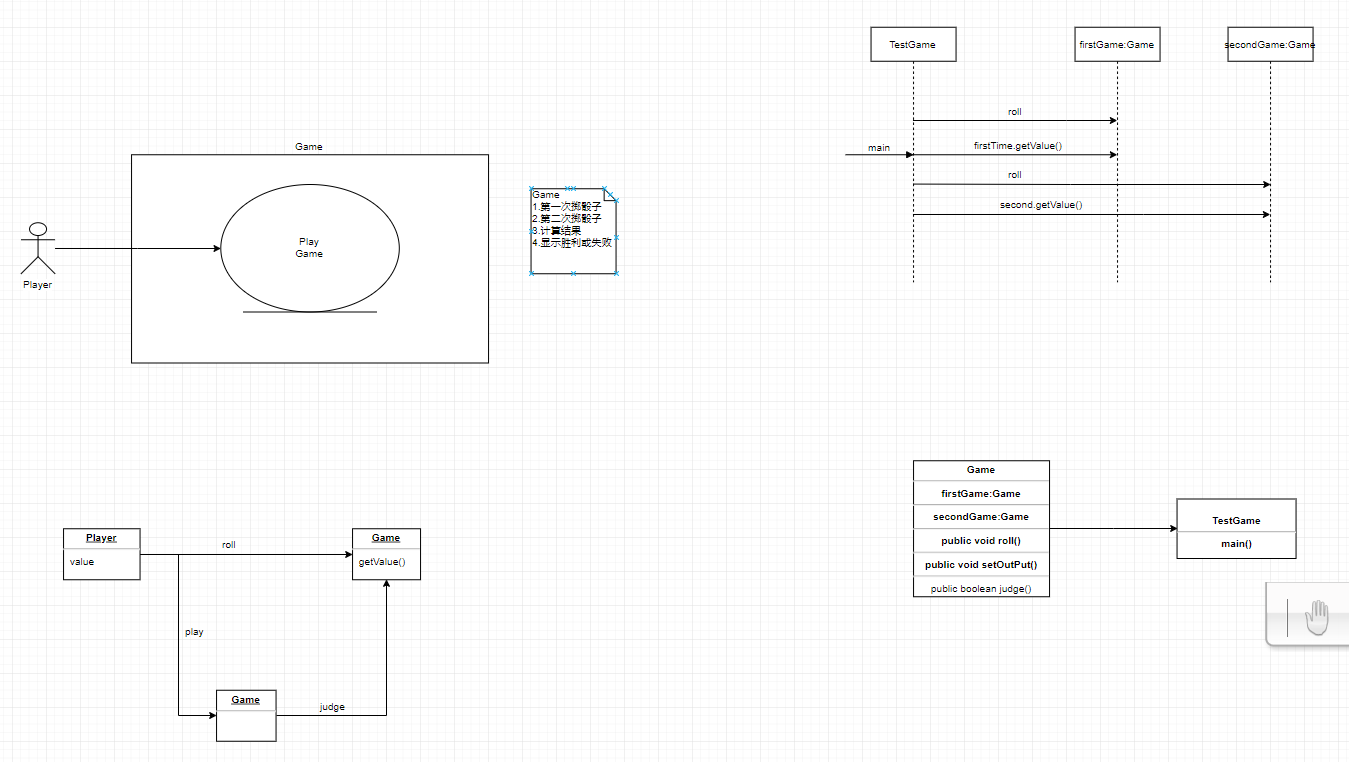 Game
Play
Game
Player
Game
1.第一次掷骰子
2.第二次掷骰子
3.计算结果
4.显示胜利或失败
TestGame
firstGame:Game
secondGame:Game
roll
main
firstTime.getValue()
roll
second.getValue()
Player
value
roll
Game
getValue()
play
Game
judge
Game
firstGame:Game
secondGame:Game
public void roll()
public void setOutPut()
public boolean judge()
TestGame
main()